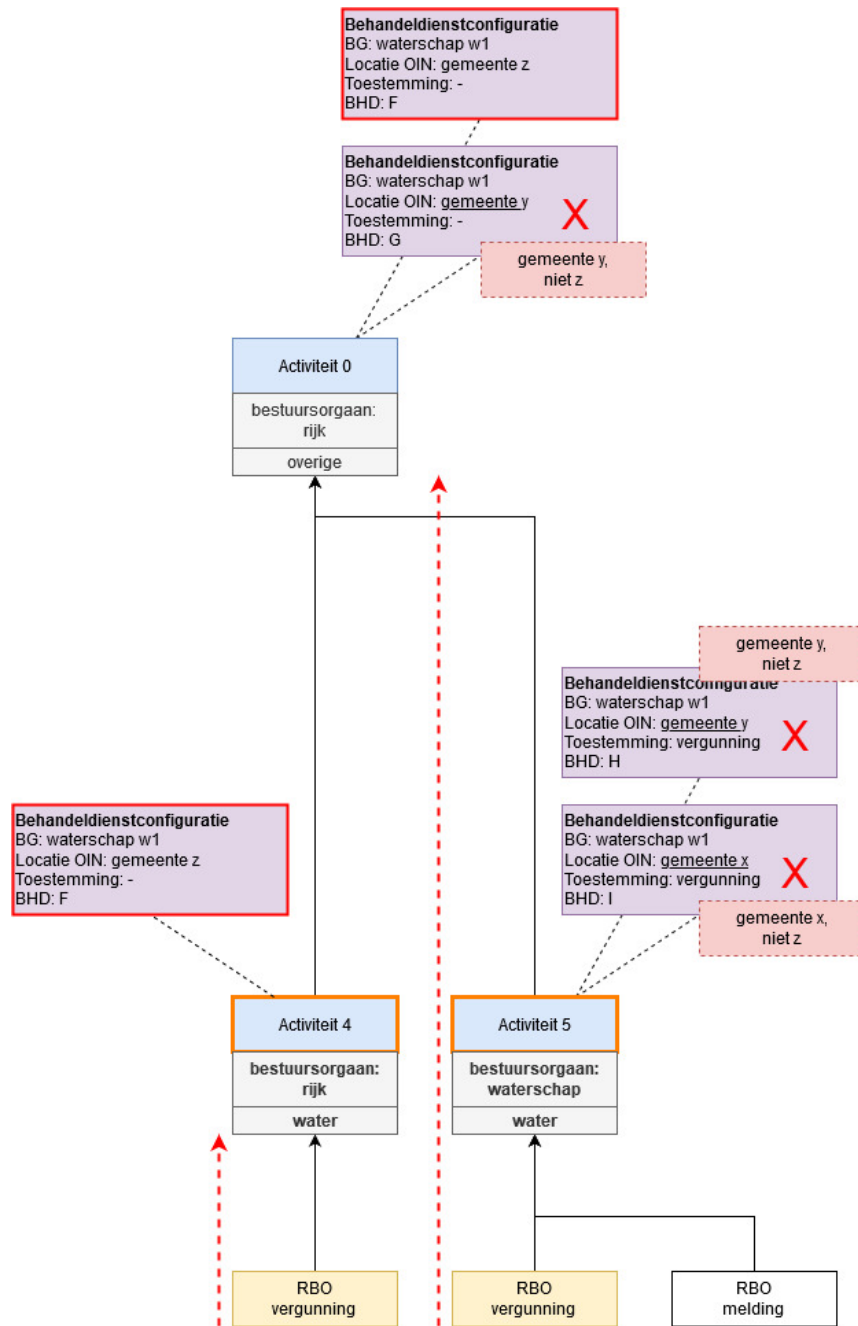 Behandeldienstconfiguratie
BG: waterschap w1
Locatie OIN: gemeente z
Toestemming: -
BHD: F
Behandeldienstconfiguratie
BG: waterschap w1
Locatie OIN: gemeente y
Toestemming: -
BHD: G
X
gemeente y,
niet z
Activiteit 0
bestuursorgaan:
rijk
overige
gemeente y,
niet z
Behandeldienstconfiguratie
BG: waterschap w1
Locatie OIN: gemeente y
Toestemming: vergunning
BHD: H
X
Behandeldienstconfiguratie
BG: waterschap w1
Locatie OIN: gemeente z
Toestemming: -
BHD: F
Behandeldienstconfiguratie
BG: waterschap w1
Locatie OIN: gemeente x
Toestemming: vergunning
BHD: I
X
gemeente x,
niet z
Activiteit 4
bestuursorgaan:
rijk
water
Activiteit 5
bestuursorgaan:
waterschap
water
RBO
vergunning
RBO
vergunning
RBO
melding